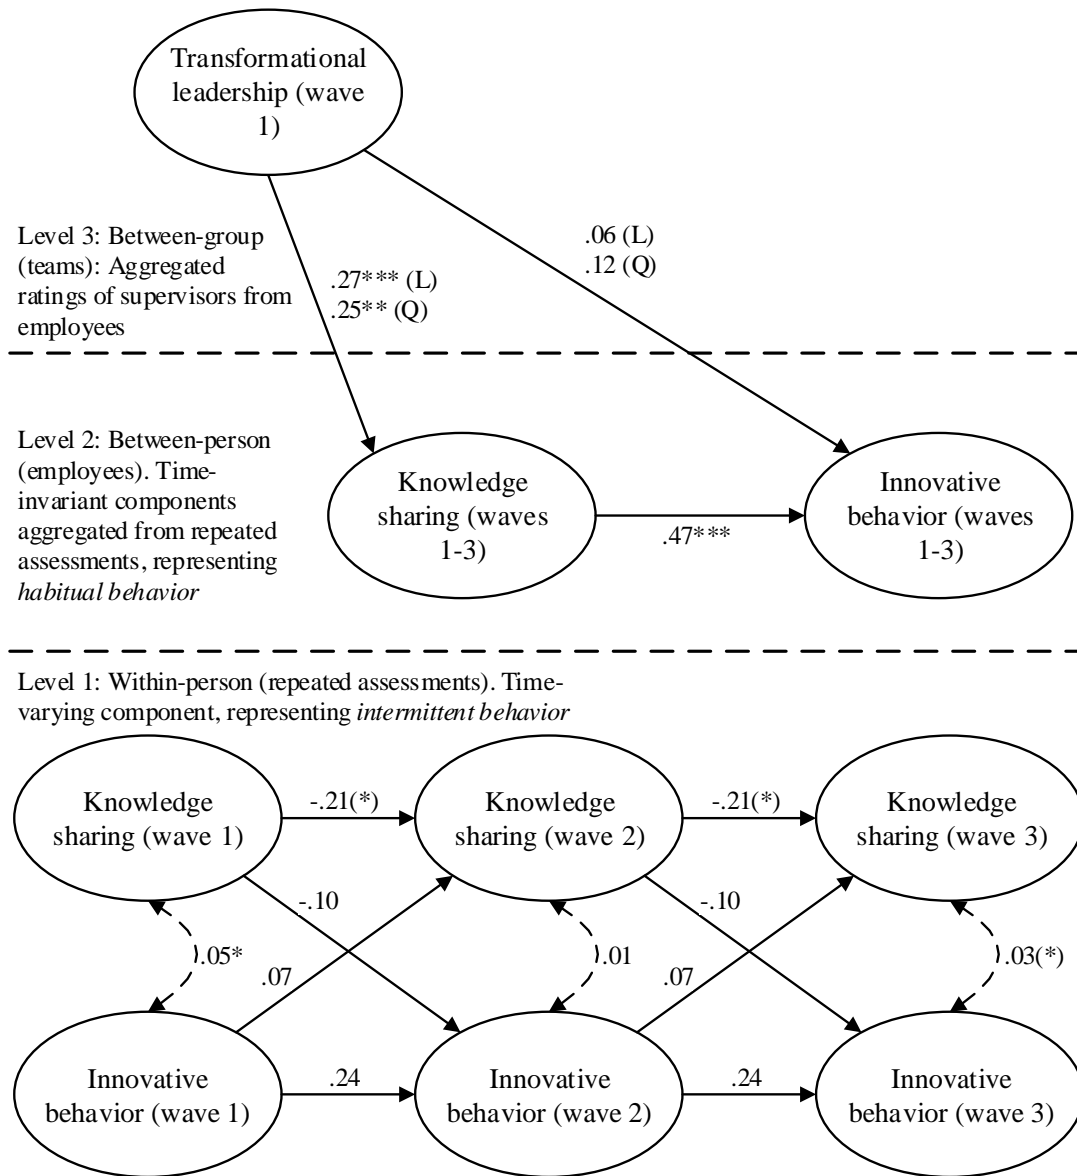 Transformational
leadership (wave
1)
Level 3: Between-group
(teams): Aggregated
ratings of supervisors from
employees
.27*** (L)
.25** (Q)
.06 (L)
.12 (Q)
Level 2: Between-person
(employees). Time-
invariant components
aggregated from repeated
assessments, representing
habitual behavior
Knowledge
sharing (waves
1-3)
.47***
Innovative
behavior (waves
1-3)
Level 1: Within-person (repeated assessments). Time-
varying component, representing intermittent behavior
Knowledge
sharing (wave 1)
-.21(*)
Knowledge
sharing (wave 2)
-.21(*)
Knowledge
sharing (wave 3)
-.10
-.10
.05*
.07
.01
.07
.03(*)
Innovative
behavior (wave 1)
.24
Innovative
behavior (wave 2)
.24
Innovative
behavior (wave 3)